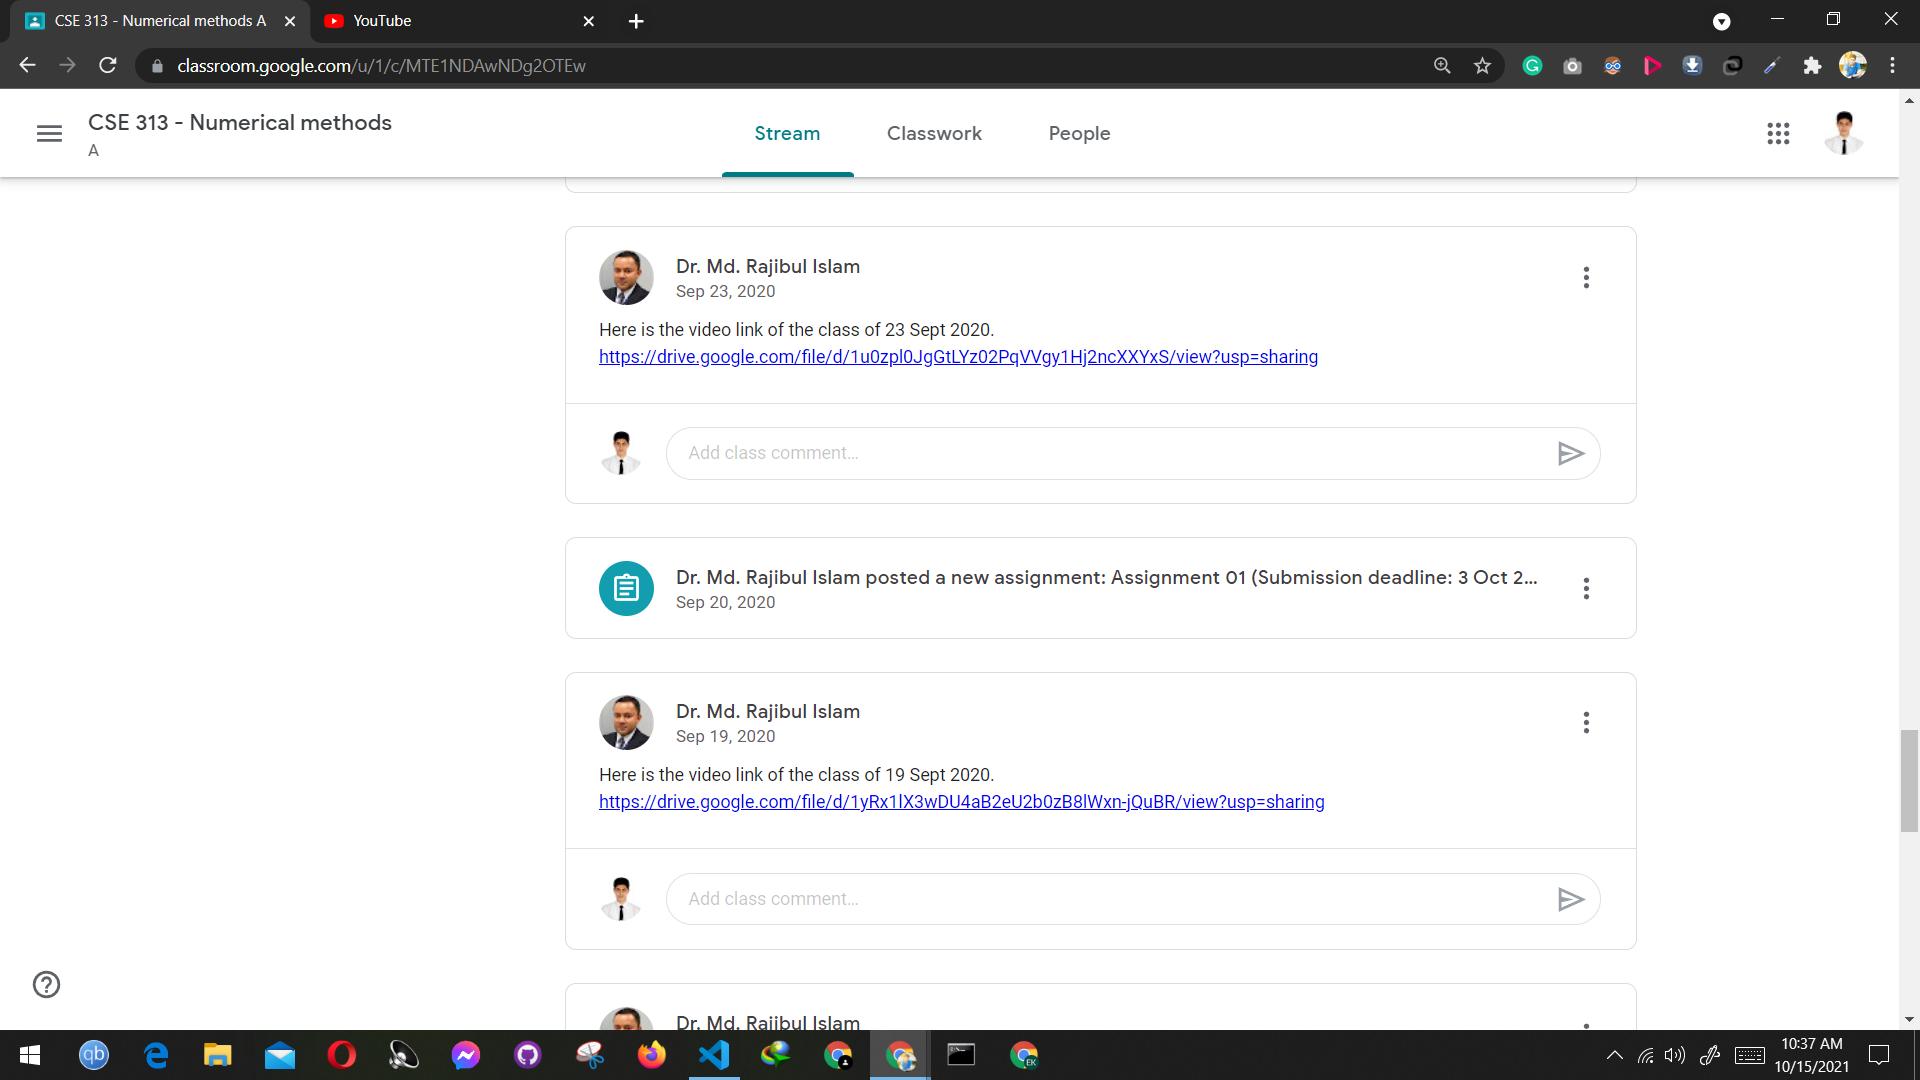 CSE 313 - Numerical methods A
YouTube
classroom.google.com/u/1/c/MTE1NDAwNDg2OTEw
CSE 313 - Numerical methods
A
Stream
Classwork
People
Dr. Md. Rajibul Islam
Sep 23, 2020
Here is the video link of the class of 23 Sept 2020.
https://drive.google.com/file/d/1u0zpl0JgGtLYz02PqVVgy1Hj2ncXXYxS/view?usp=sharing
Add class comment...
Dr. Md. Rajibul Islam posted a new assignment: Assignment 01 (Submission deadline: 3 Oct 2...
Sep 20, 2020
Dr. Md. Rajibul Islam
Sep 19, 2020
Here is the video link of the class of 19 Sept 2020.
https://drive.google.com/file/d/1yRx1lX3wDU4aB2eU2b0zB8lWxn-jQuBR/view?usp=sharing
Add class comment...
Dr. Md. Rajibul Islam
qb
EK
10:37 AM
10/15/2021